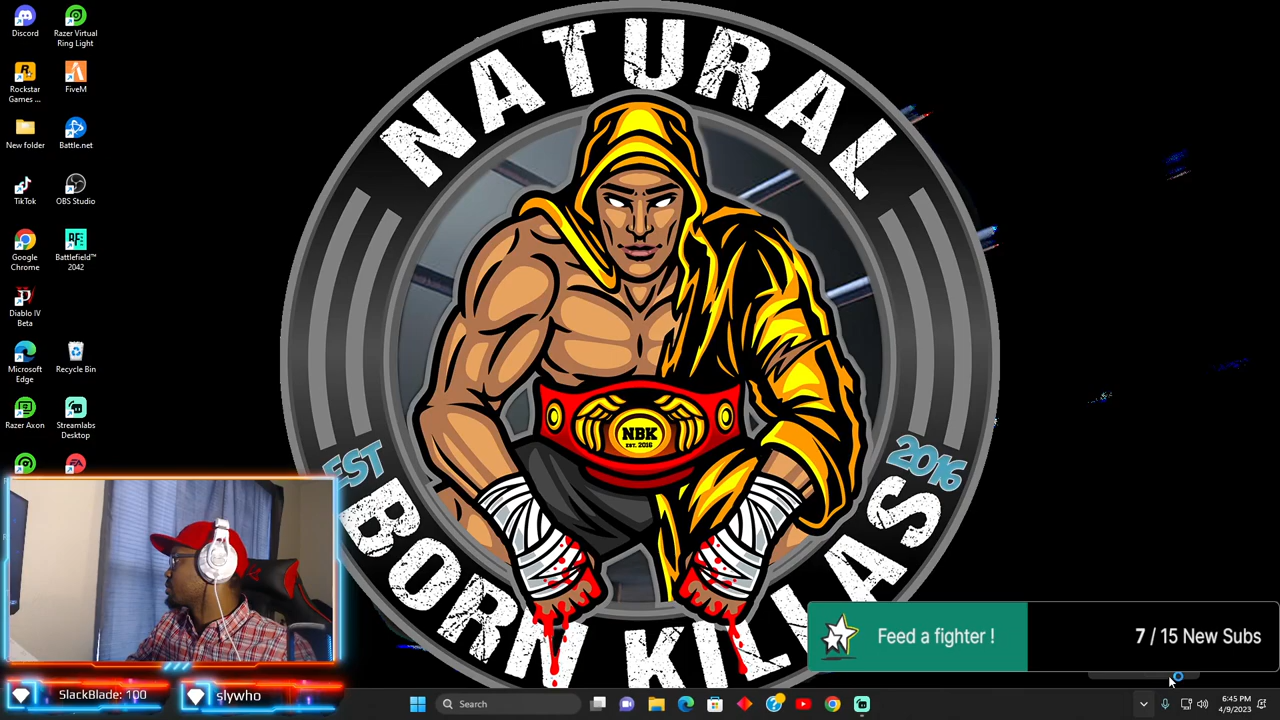 Discord
Razer Virtual
Ring Light
Rockstar
Games ...
FiveM
New folder
Battle.net
TikTok
OBS Studio
Google
Chrome
Battlefield™
2042
Diablo IV
Beta
Microsoft
Edge
Recycle Bin
Razer Axon
Streamlabs
Desktop
NATURAL
NBK
EST. 2016
EST
2016
BORN KILLAS
Feed a fighter !
7 / 15 New Subs
SlackBlade: 100
slywho
Search
6:45 PM
4/9/2023